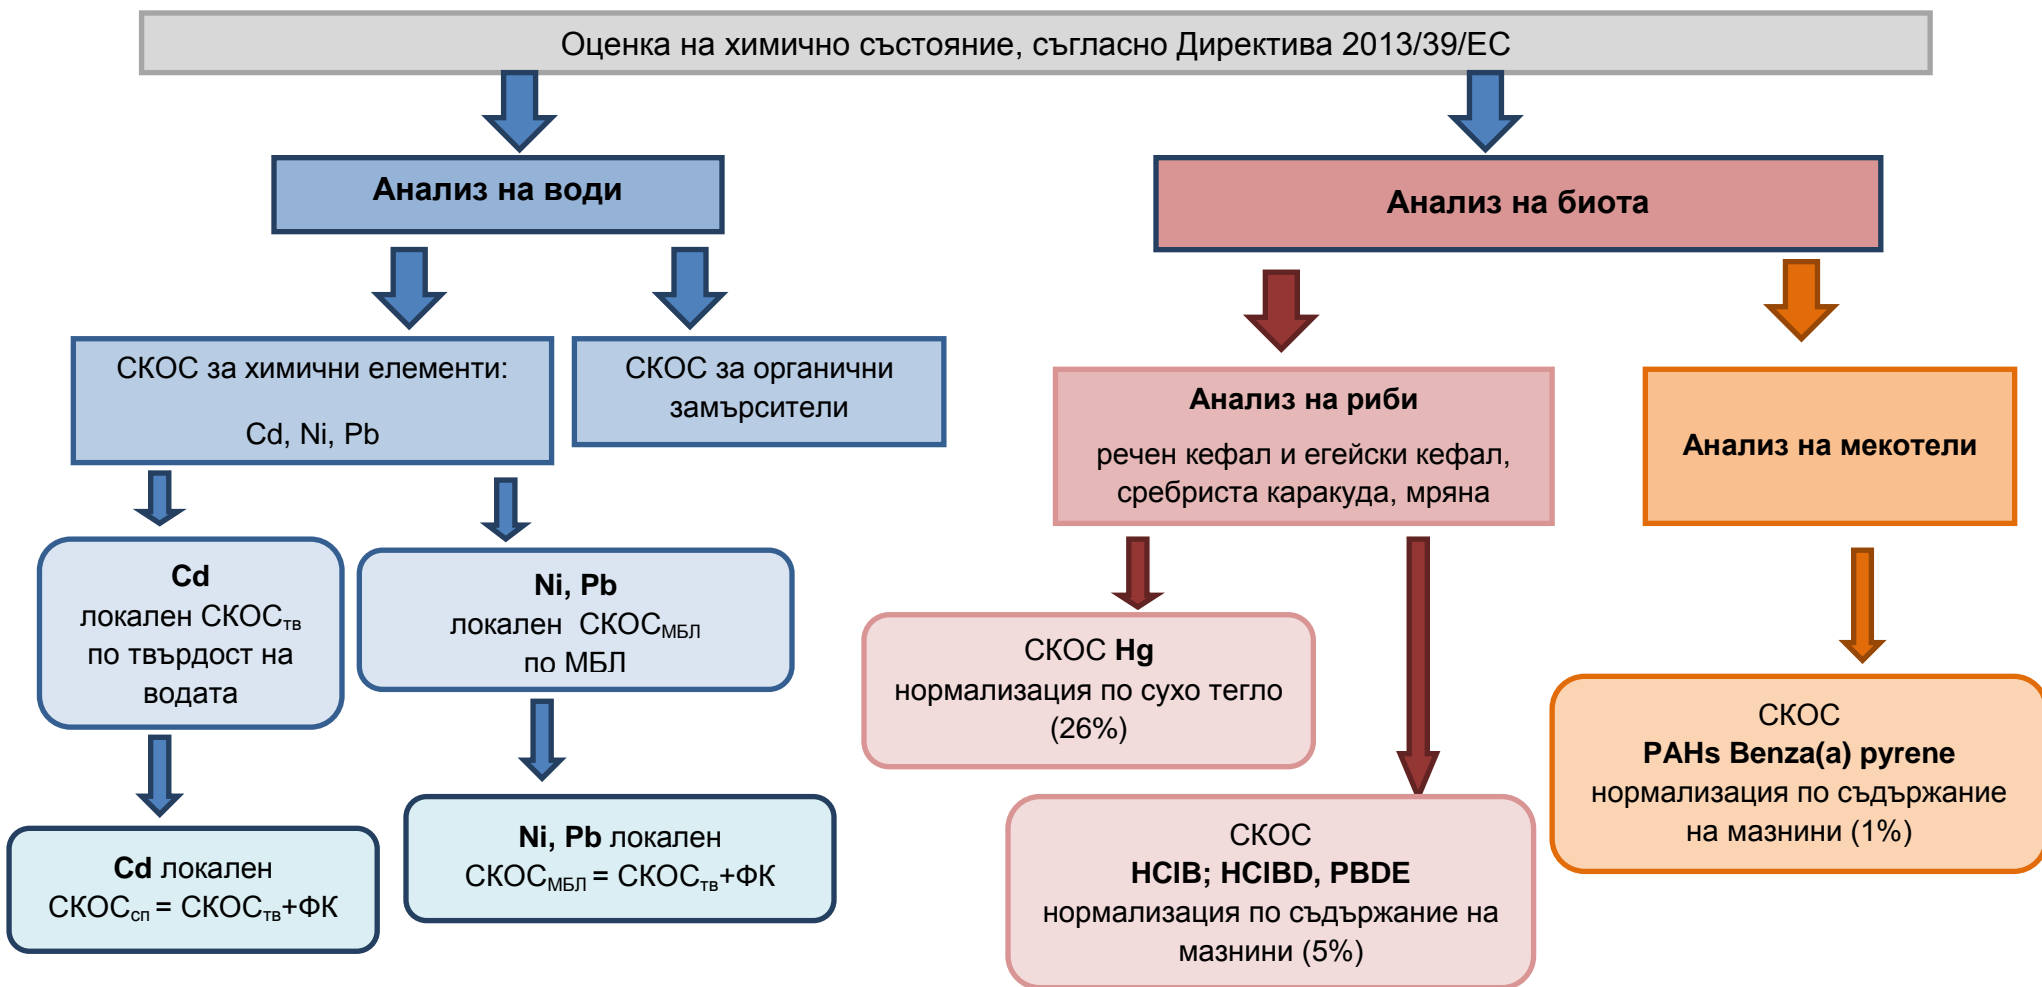 Оценка на химично състояние, съгласно Директива 2013/39/ЕС
Анализ на води
Анализ на биота
СКОС за химични елементи:
Cd, Ni, Pb
СКОС за органични
замърсители
Анализ на риби
речен кефал и егейски кефал,
сребриста каракуда, мряна
Анализ на мекотели
Cd
локален СКОСтв
по твърдост на
водата
Ni, Pb
локален СКОСМБЛ
по МБЛ
СКОС Hg
нормализация по сухо тегло
(26%)
СКОС
PAHs Benza(a) pyrene
нормализация по съдържание
на мазнини (1%)
Cd локален
СКОСсп = СКОСтв+ФК
Ni, Pb локален
СКОСМБЛ = СКОСтв+ФК
СКОС
HClB; HClBD, PBDE
нормализация по съдържание на
мазнини (5%)